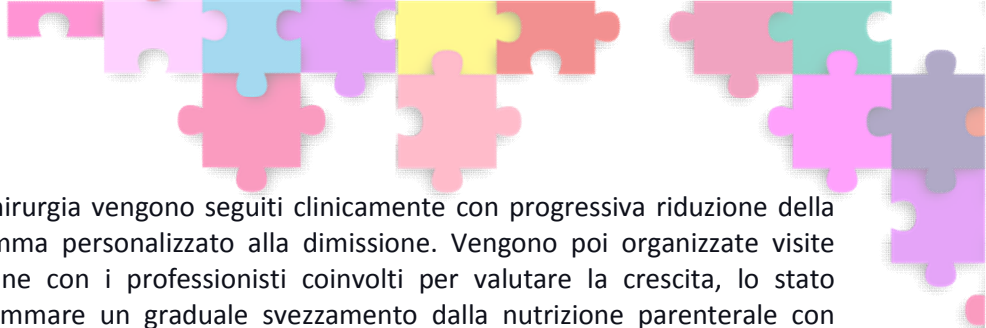 hirurgia vengono seguiti clinicamente con progressiva riduzione della
mma personalizzato alla dimissione. Vengono poi organizzate visite
ne con i professionisti coinvolti per valutare la crescita, lo stato
mmare un graduale svezzamento dalla nutrizione parenterale con